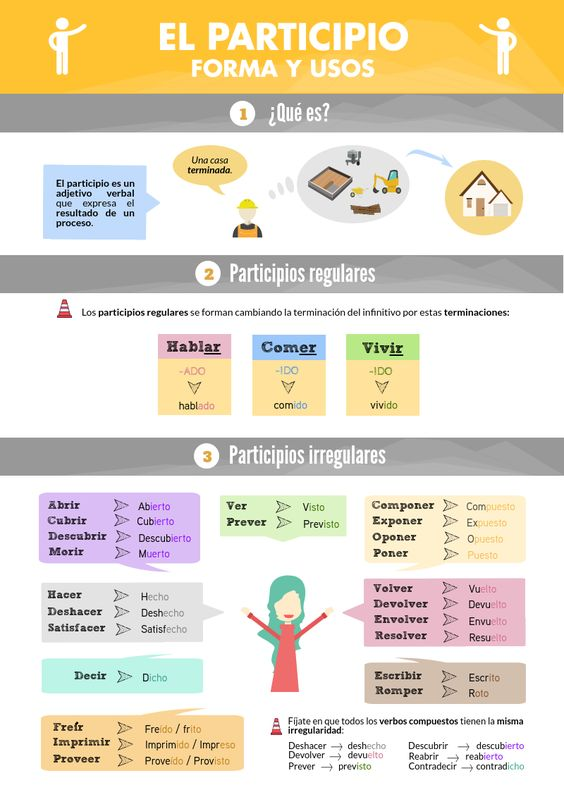 EL PARTICIPIO
FORMA Y USOS
1 ¿Qué es?
El participio es un
adjetivo verbal
que expresa el
resultado de un
proceso.
Una casa
terminada.
2 Participios regulares
Los participios regulares se forman cambiando la terminación del infinitivo por estas terminaciones:
Hablar
-ADO
hablado
Comer
-IDO
comido
Vivir
-IDO
vivido
3 Participios irregulares
Abrir Abierto
Cubrir Cubierto
Descubrir Descubierto
Morir Muerto
Ver Visto
Prever Previsto
Componer Compuesto
Exponer Expuesto
Oponer Opuesto
Poner Puesto
Hacer Hecho
Deshacer Deshecho
Satisfacer Satisfecho
Volver Vuelto
Devolver Devuelto
Envolver Envuelto
Resolver Resuelto
Decir Dicho
Escribir Escrito
Romper Roto
Freír Freído / frito
Imprimir Imprimido / Impreso
Proveer Proveído / Provisto
Fíjate en que todos los verbos compuestos tienen la misma
irregularidad:
Deshacer → deshecho
Devolver → devuelto
Prever → previsto
Descubrir → descubierto
Reabrir → reabierto
Contradecir → contradicho